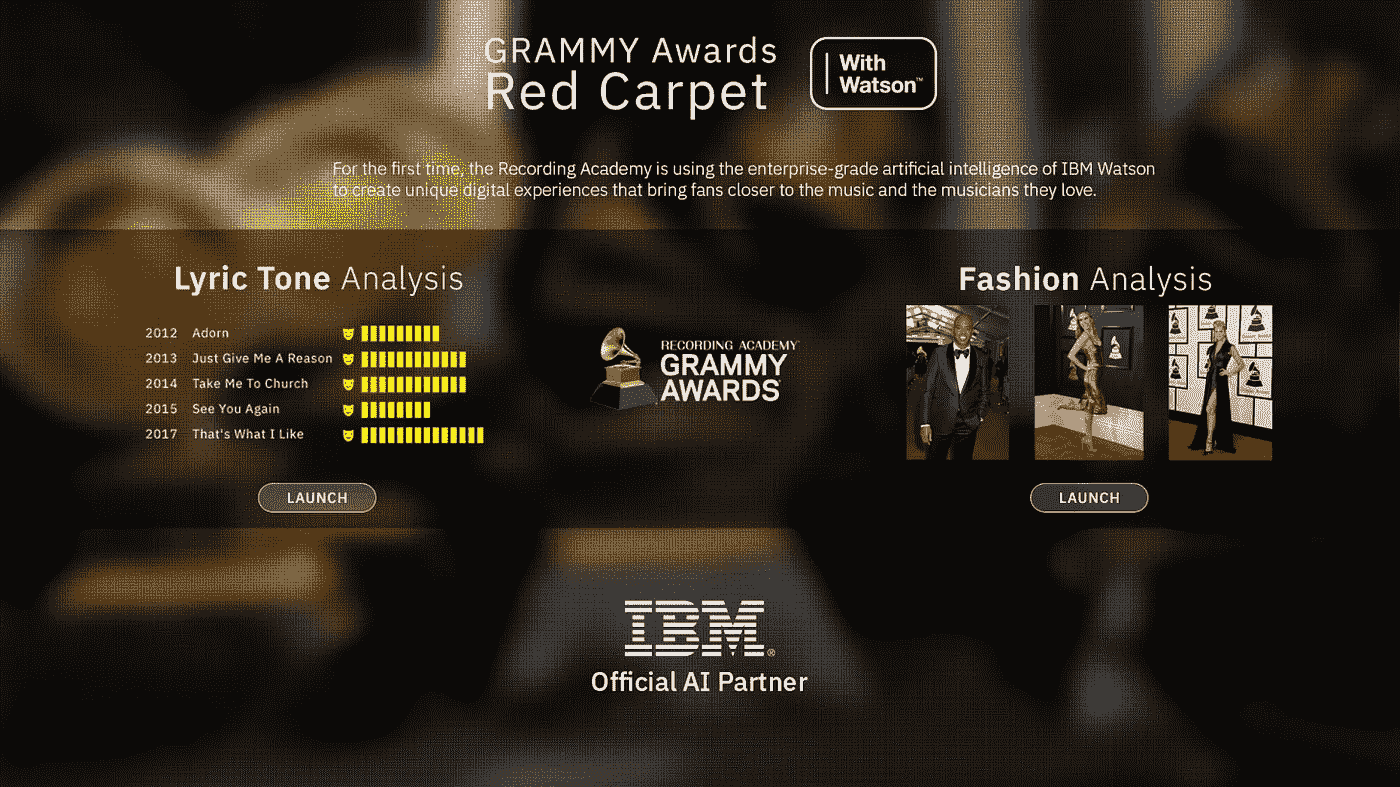 GRAMMY Awards
Red Carpet
With
Watson™
For the first time, the Recording Academy is using the enterprise-grade artificial intelligence of IBM Watson
to create unique digital experiences that bring fans closer to the music and the musicians they love.
Lyric Tone Analysis
2012 Adorn
2013 Just Give Me A Reason
2014 Take Me To Church
2015 See You Again
2017 That's What I Like
LAUNCH
RECORDING ACADEMY™
GRAMMY
AWARDS
Fashion Analysis
LAUNCH
IBM®
Official AI Partner